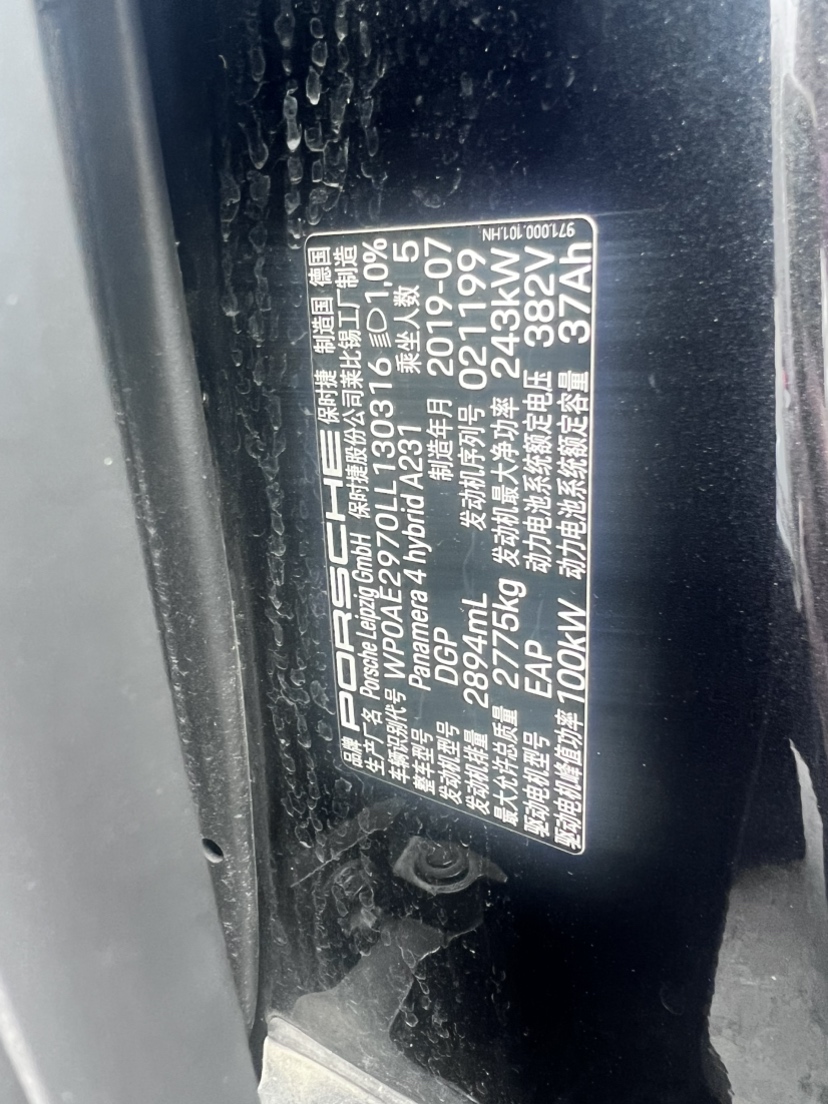 品牌 PORSCHE 保时捷 制造国 德国
生产厂名 Porsche Leipzig GmbH 保时捷股份公司莱比锡工厂制造
车辆识别代号 WP0AE2970LL130316 1,0%
整车型号 Panamera 4 hybrid A231 乘坐人数 5
发动机型号 DGP 制造年月 2019-07
发动机排量 2894mL 发动机序列号 021199
最大允许总质量 2775kg 发动机最大净功率 243kW
驱动电机型号 EAP 动力电池系统额定电压 382V
驱动电机峰值功率 100kW 动力电池系统额定容量 37Ah
971.000.101.HN